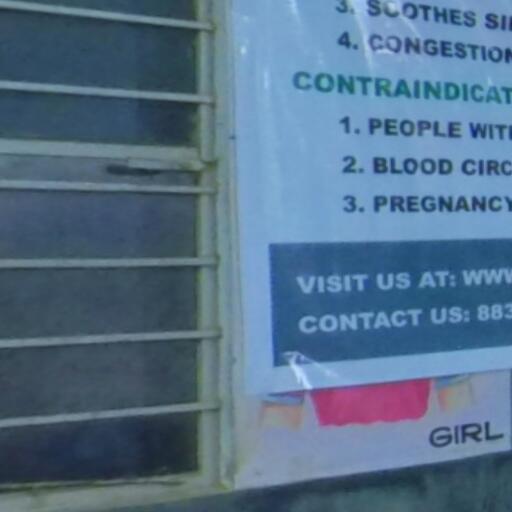 3. SOOTHES
4. CONGESTION
CONTRAINDICAT
1. PEOPLE WITH
2. BLOOD CIRC
3. PREGNANCY
VISIT US AT: WWW
CONTACT US: 883
GIRL